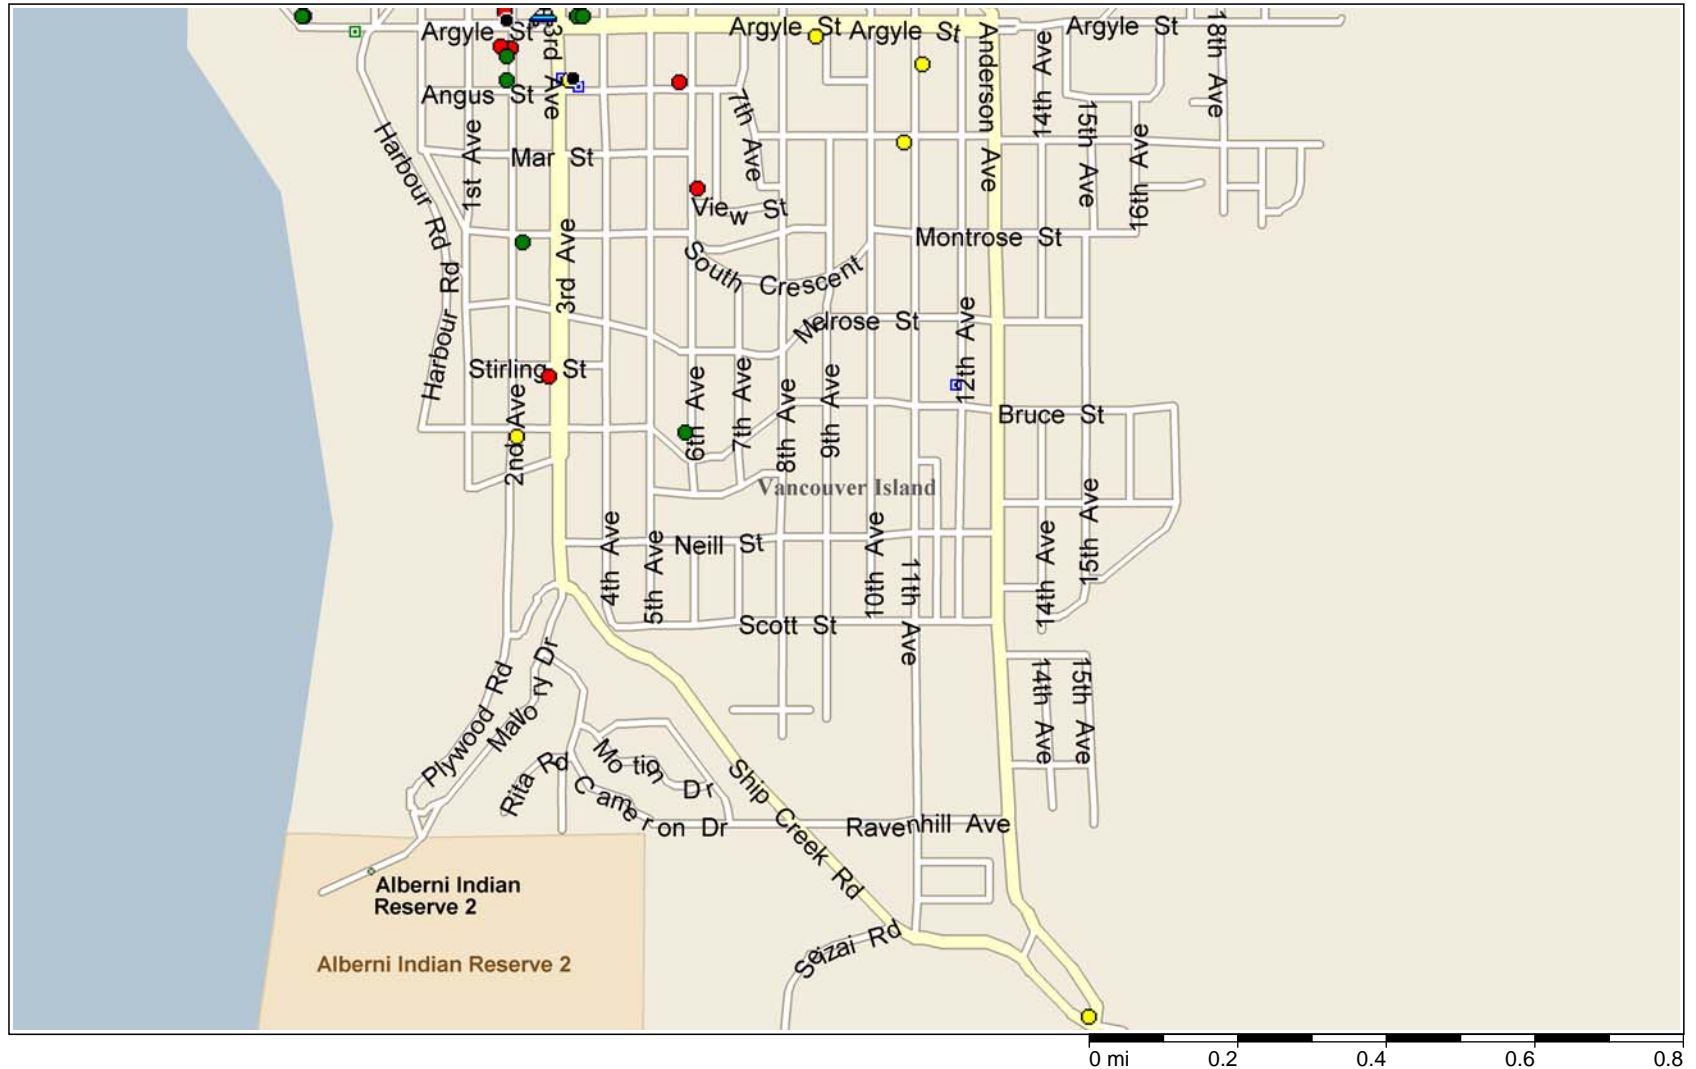 Argyle St
Argyle St
Argyle St
Argyle St
18th Ave
3rd Ave
Anderson Ave
14th Ave
Angus St
7th Ave
15th Ave
16th Ave
Harbour Rd
1st Ave
Mar St
View St
3rd Ave
Montrose St
South Crescent
Harbour Rd
Melrose St
12th Ave
Stirling St
2nd Ave
6th Ave
7th Ave
8th Ave
9th Ave
Bruce St
Vancouver Island
15th Ave
14th Ave
4th Ave
5th Ave
Neill St
10th Ave
11th Ave
Scott St
Plywood Rd
Mallory Dr
14th Ave
15th Ave
Rita Rd
Motion Dr
Cameron Dr
Ship Creek Rd
Ravenhill Ave
Alberni Indian
Reserve 2
Seizai Rd
Alberni Indian Reserve 2
0 mi 0.2 0.4 0.6 0.8